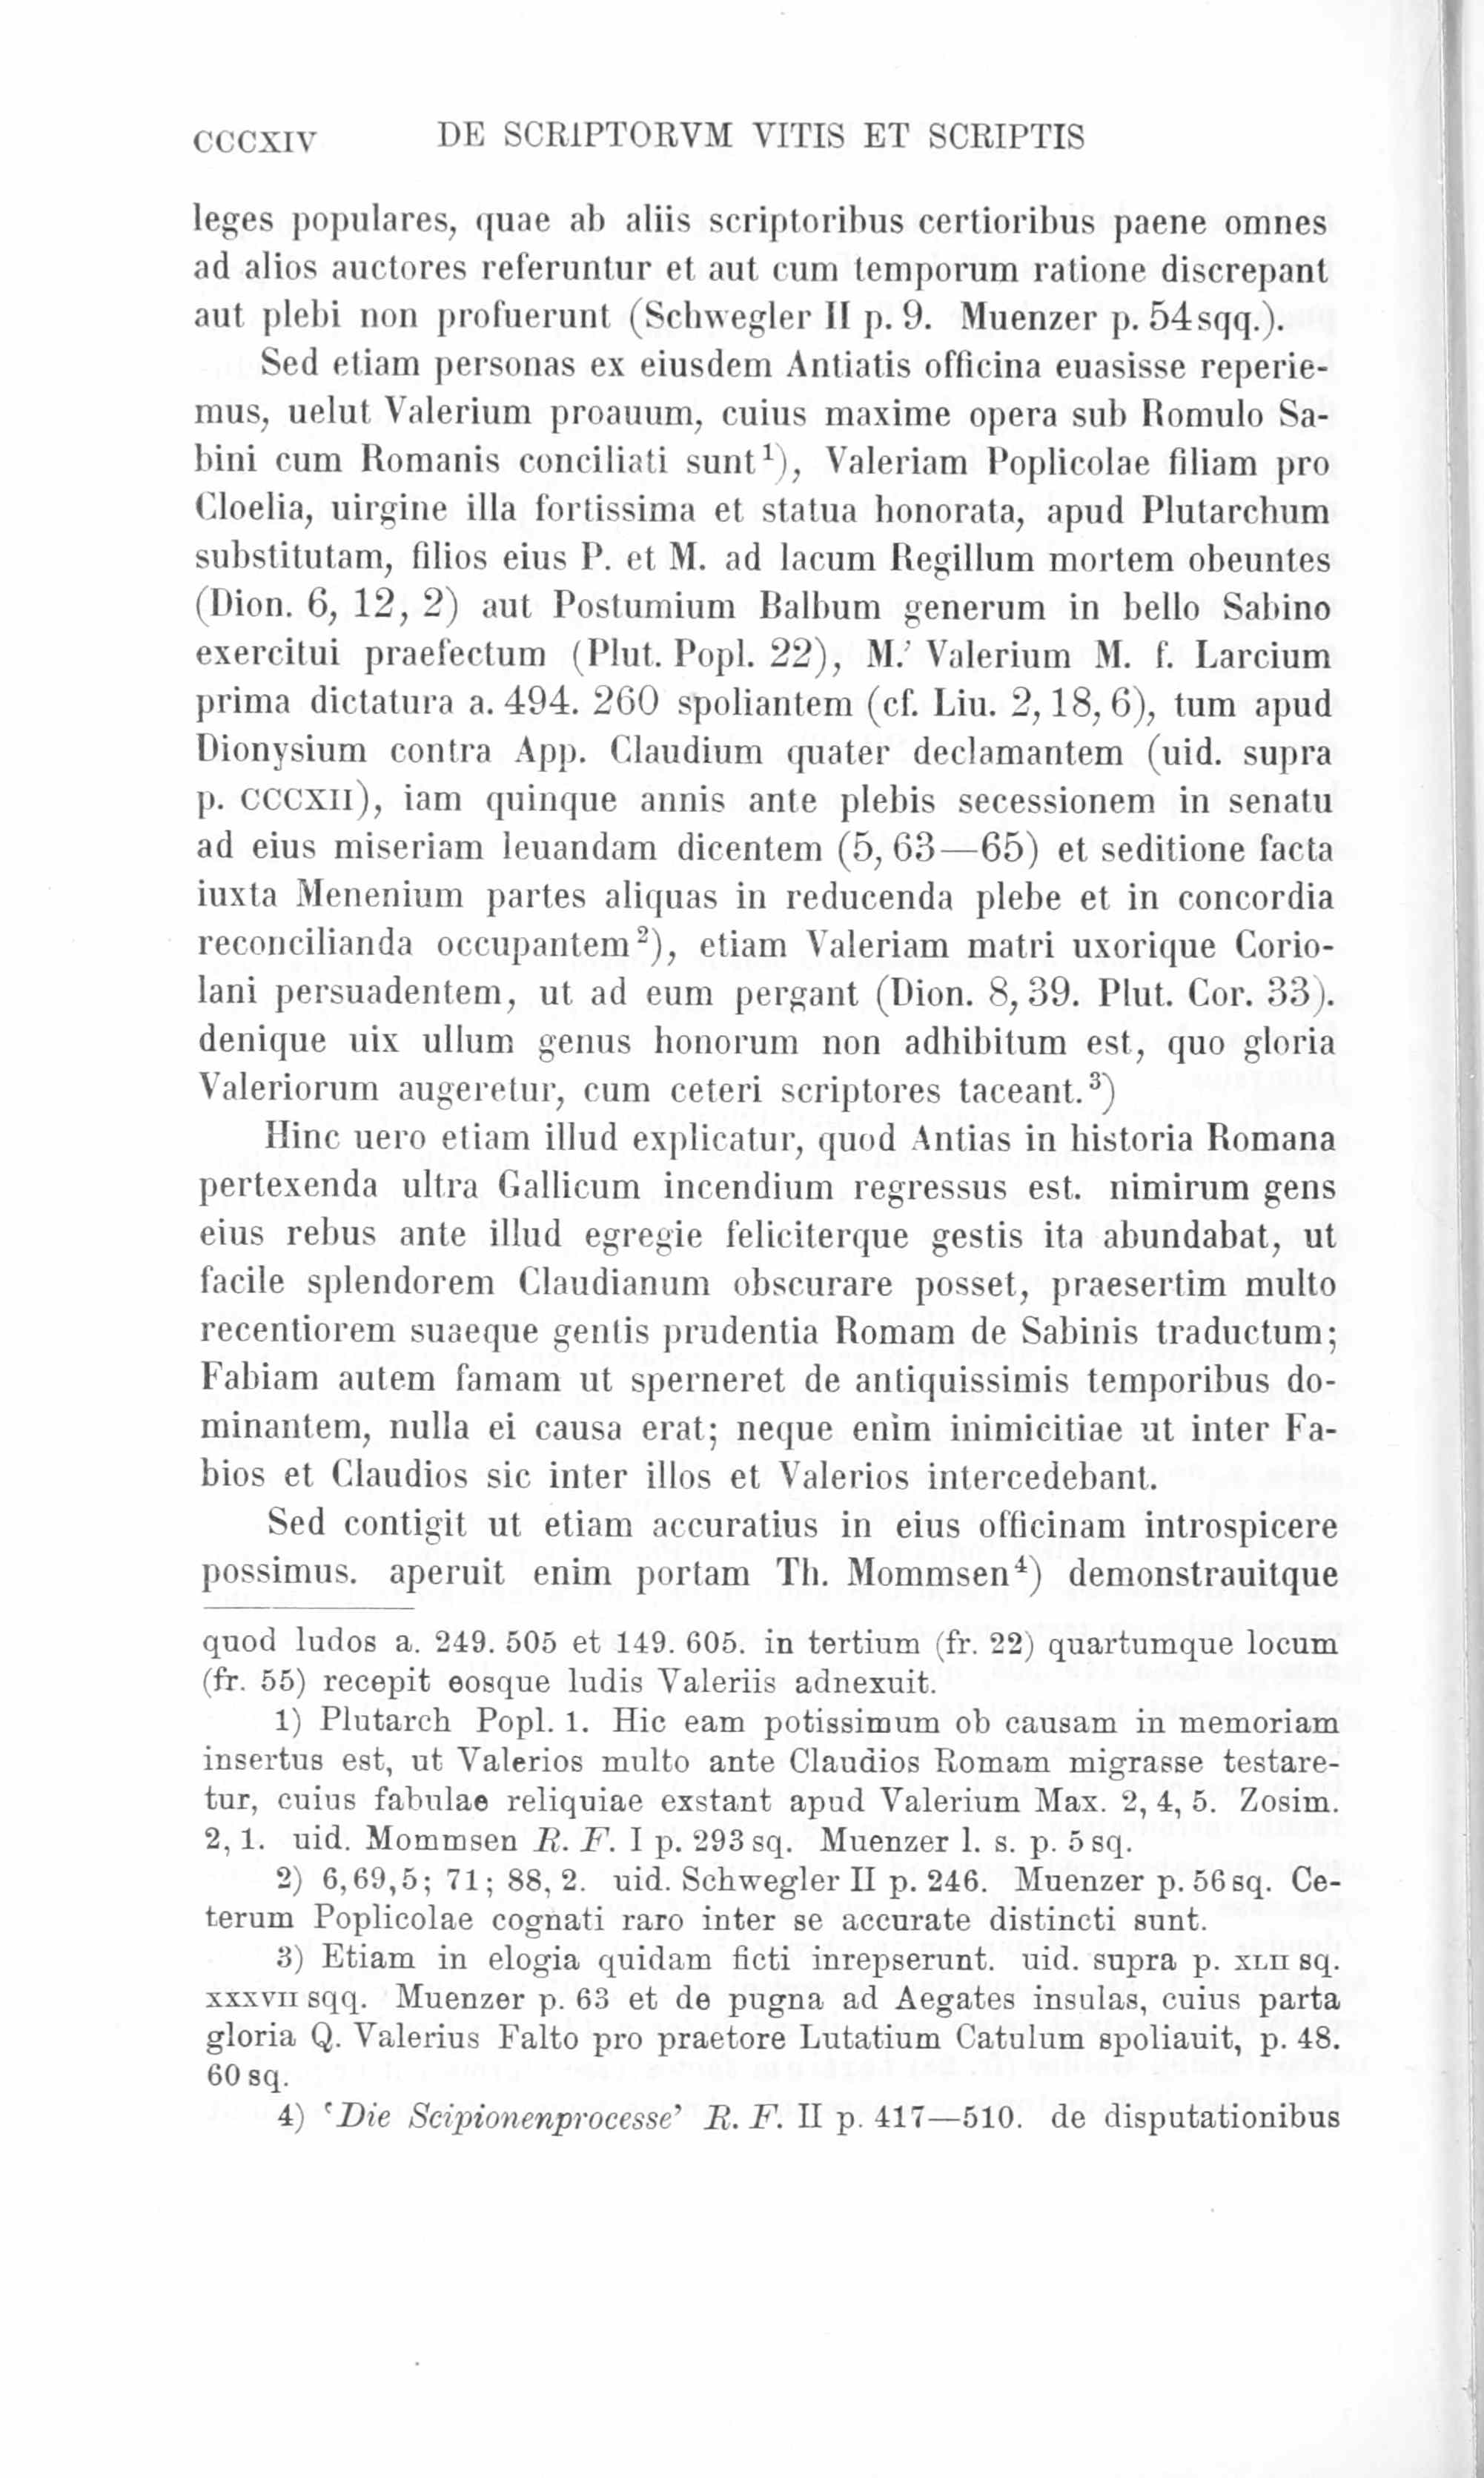 CCCXIV DE SCRIPTORVM VITIS ET SCRIPTIS
leges populares, quae ab aliis scriptoribus certioribus paene omnes
ad alios auctores referuntur et aut cum temporum ratione discrepant
aut plebi non profuerunt (Schwegler II p. 9. Muenzer p. 54 sqq.).
Sed etiam personas ex eiusdem Antiatis officina euasisse reperie-
mus, uelut Valerium proauum, cuius maxime opera sub Romulo Sa-
bini cum Romanis conciliati sunt¹), Valeriam Poplicolae filiam pro
Cloelia, uirgine illa fortissima et statua honorata, apud Plutarchum
substitutam, filios eius P. et M. ad lacum Regillum mortem obeuntes
(Dion. 6, 12, 2) aut Postumium Balbum generum in bello Sabino
exercitui praefectum (Plut. Popl. 22), M.' Valerium M. f. Larcium
prima dictatura a. 494. 260 spoliantem (cf. Liu. 2, 18, 6), tum apud
Dionysium contra App. Claudium quater declamantem (uid. supra
p. CCCXII), iam quinque annis ante plebis secessionem in senatu
ad eius miseriam leuandam dicentem (5, 63—65) et seditione facta
iuxta Menenium partes aliquas in reducenda plebe et in concordia
reconcilianda occupantem²), etiam Valeriam matri uxorique Corio-
lani persuadentem, ut ad eum pergant (Dion. 8, 39. Plut. Cor. 33).
denique uix ullum genus honorum non adhibitum est, quo gloria
Valeriorum augeretur, cum ceteri scriptores taceant.³)
Hinc uero etiam illud explicatur, quod Antias in historia Romana
pertexenda ultra Gallicum incendium regressus est. nimirum gens
eius rebus ante illud egregie feliciterque gestis ita abundabat, ut
facile splendorem Claudianum obscurare posset, praesertim multo
recentiorem suaeque gentis prudentia Romam de Sabinis traductum;
Fabiam autem famam ut sperneret de antiquissimis temporibus do-
minantem, nulla ei causa erat; neque enim inimicitiae ut inter Fa-
bios et Claudios sic inter illos et Valerios intercedebant.
Sed contigit ut etiam accuratius in eius officinam introspicere
possimus. aperuit enim portam Th. Mommsen⁴) demonstrauitque
quod ludos a. 249. 505 et 149. 605. in tertium (fr. 22) quartumque locum
(fr. 55) recepit eosque ludis Valeriis adnexuit.
1) Plutarch Popl. 1. Hic eam potissimum ob causam in memoriam
insertus est, ut Valerios multo ante Claudios Romam migrasse testare-
tur, cuius fabulae reliquiae exstant apud Valerium Max. 2, 4, 5. Zosim.
2, 1. uid. Mommsen R. F. I p. 293 sq. Muenzer l. s. p. 5 sq.
2) 6,69,5; 71; 88, 2. uid. Schwegler II p. 246. Muenzer p. 56 sq. Ce-
terum Poplicolae cognati raro inter se accurate distincti sunt.
3) Etiam in elogia quidam ficti inrepserunt. uid. supra p. XLII sq.
XXXVII sqq. Muenzer p. 63 et de pugna ad Aegates insulas, cuius parta
gloria Q. Valerius Falto pro praetore Lutatium Catulum spoliauit, p. 48.
60 sq.
4) ‘Die Scipionenprocesse’ R. F. II p. 417—510. de disputationibus